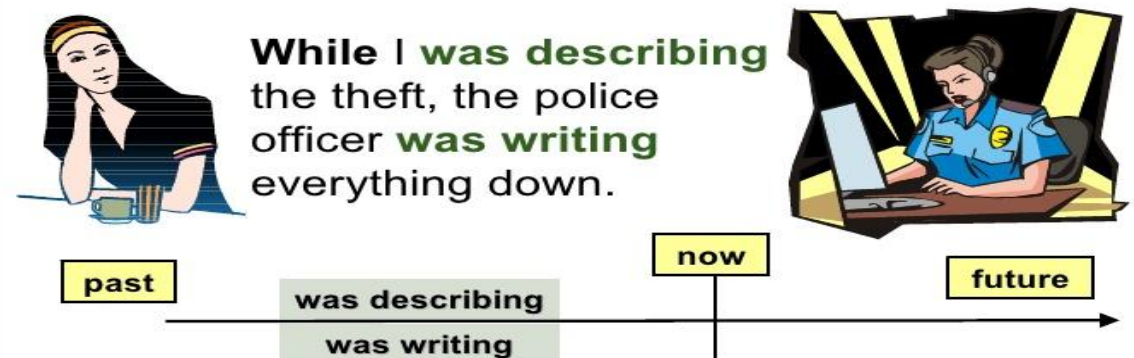 While I was describing
the theft, the police
officer was writing
everything down.
now
past
future
was describing
was writing